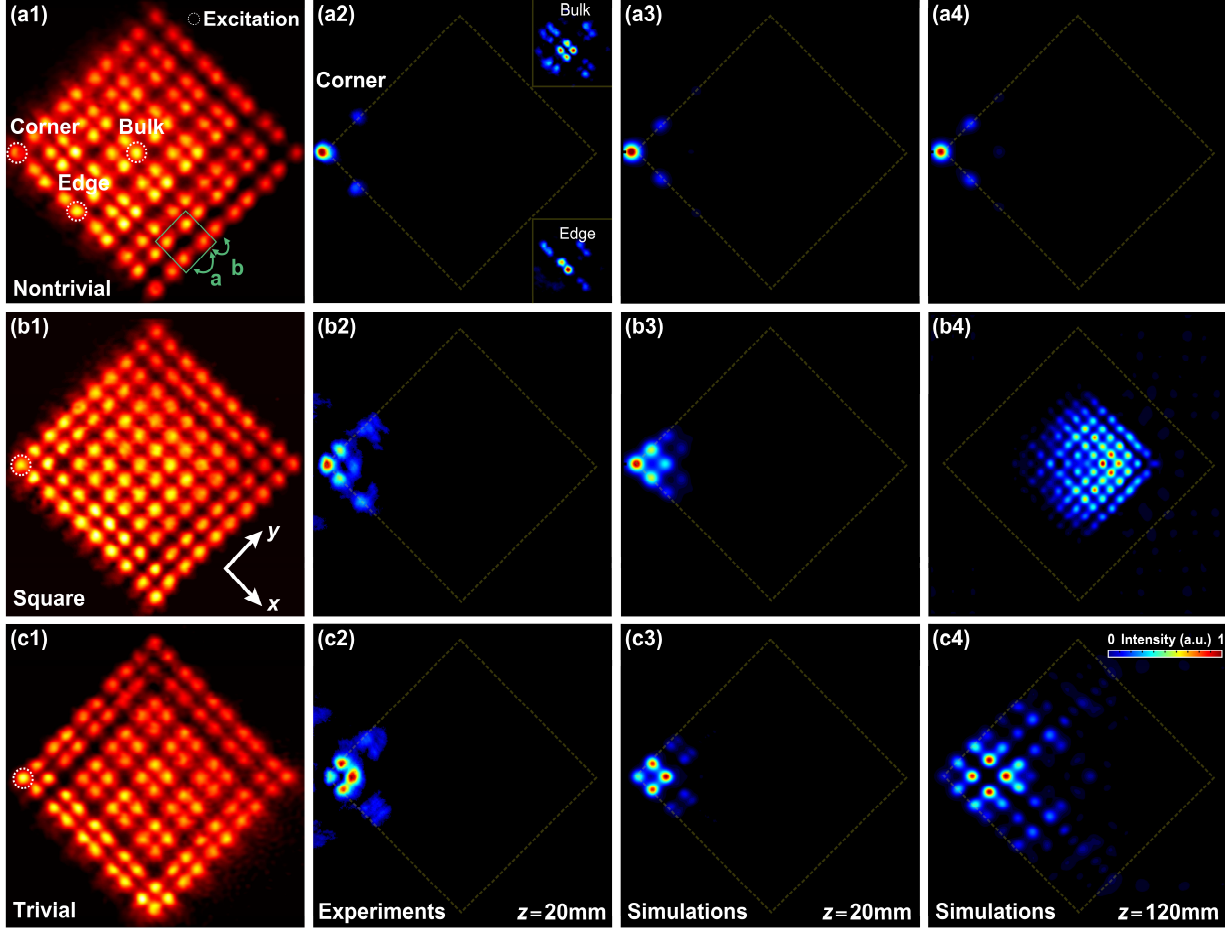 (a1)
Excitation
Corner
Bulk
Edge
a
b
Nontrivial
(a2)
Bulk
Corner
Edge
(a3)
(a4)
(b1)
y
x
Square
(b2)
(b3)
(b4)
(c1)
Trivial
(c2)
Experiments z=20mm
(c3)
Simulations z=20mm
(c4)
0 Intensity (a.u.) 1
Simulations z=120mm